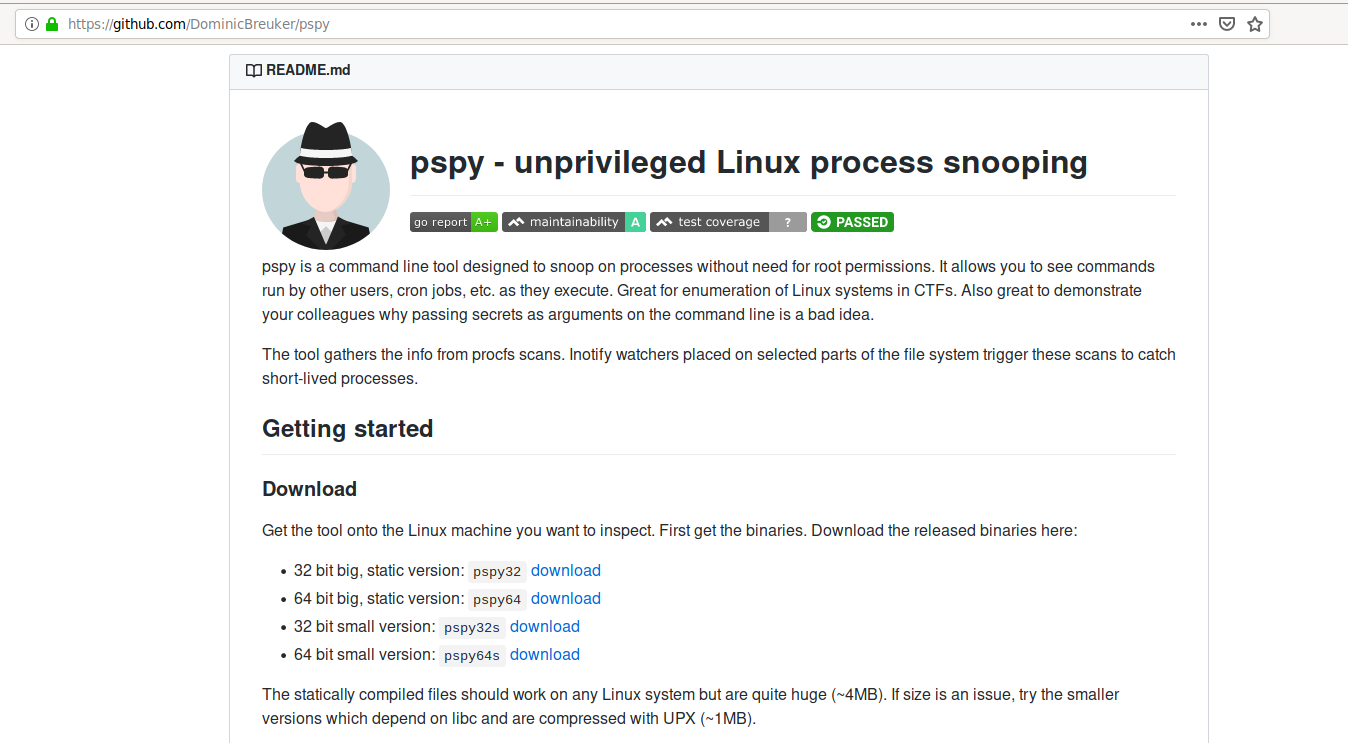 https://github.com/DominicBreuker/pspy
README.md
pspy - unprivileged Linux process snooping
go report A+ maintainability A test coverage ? PASSED
pspy is a command line tool designed to snoop on processes without need for root permissions. It allows you to see commands
run by other users, cron jobs, etc. as they execute. Great for enumeration of Linux systems in CTFs. Also great to demonstrate
your colleagues why passing secrets as arguments on the command line is a bad idea.
The tool gathers the info from procfs scans. Inotify watchers placed on selected parts of the file system trigger these scans to catch
short-lived processes.
Getting started
Download
Get the tool onto the Linux machine you want to inspect. First get the binaries. Download the released binaries here:
• 32 bit big, static version: pspy32 download
• 64 bit big, static version: pspy64 download
• 32 bit small version: pspy32s download
• 64 bit small version: pspy64s download
The statically compiled files should work on any Linux system but are quite huge (~4MB). If size is an issue, try the smaller
versions which depend on libc and are compressed with UPX (~1MB).